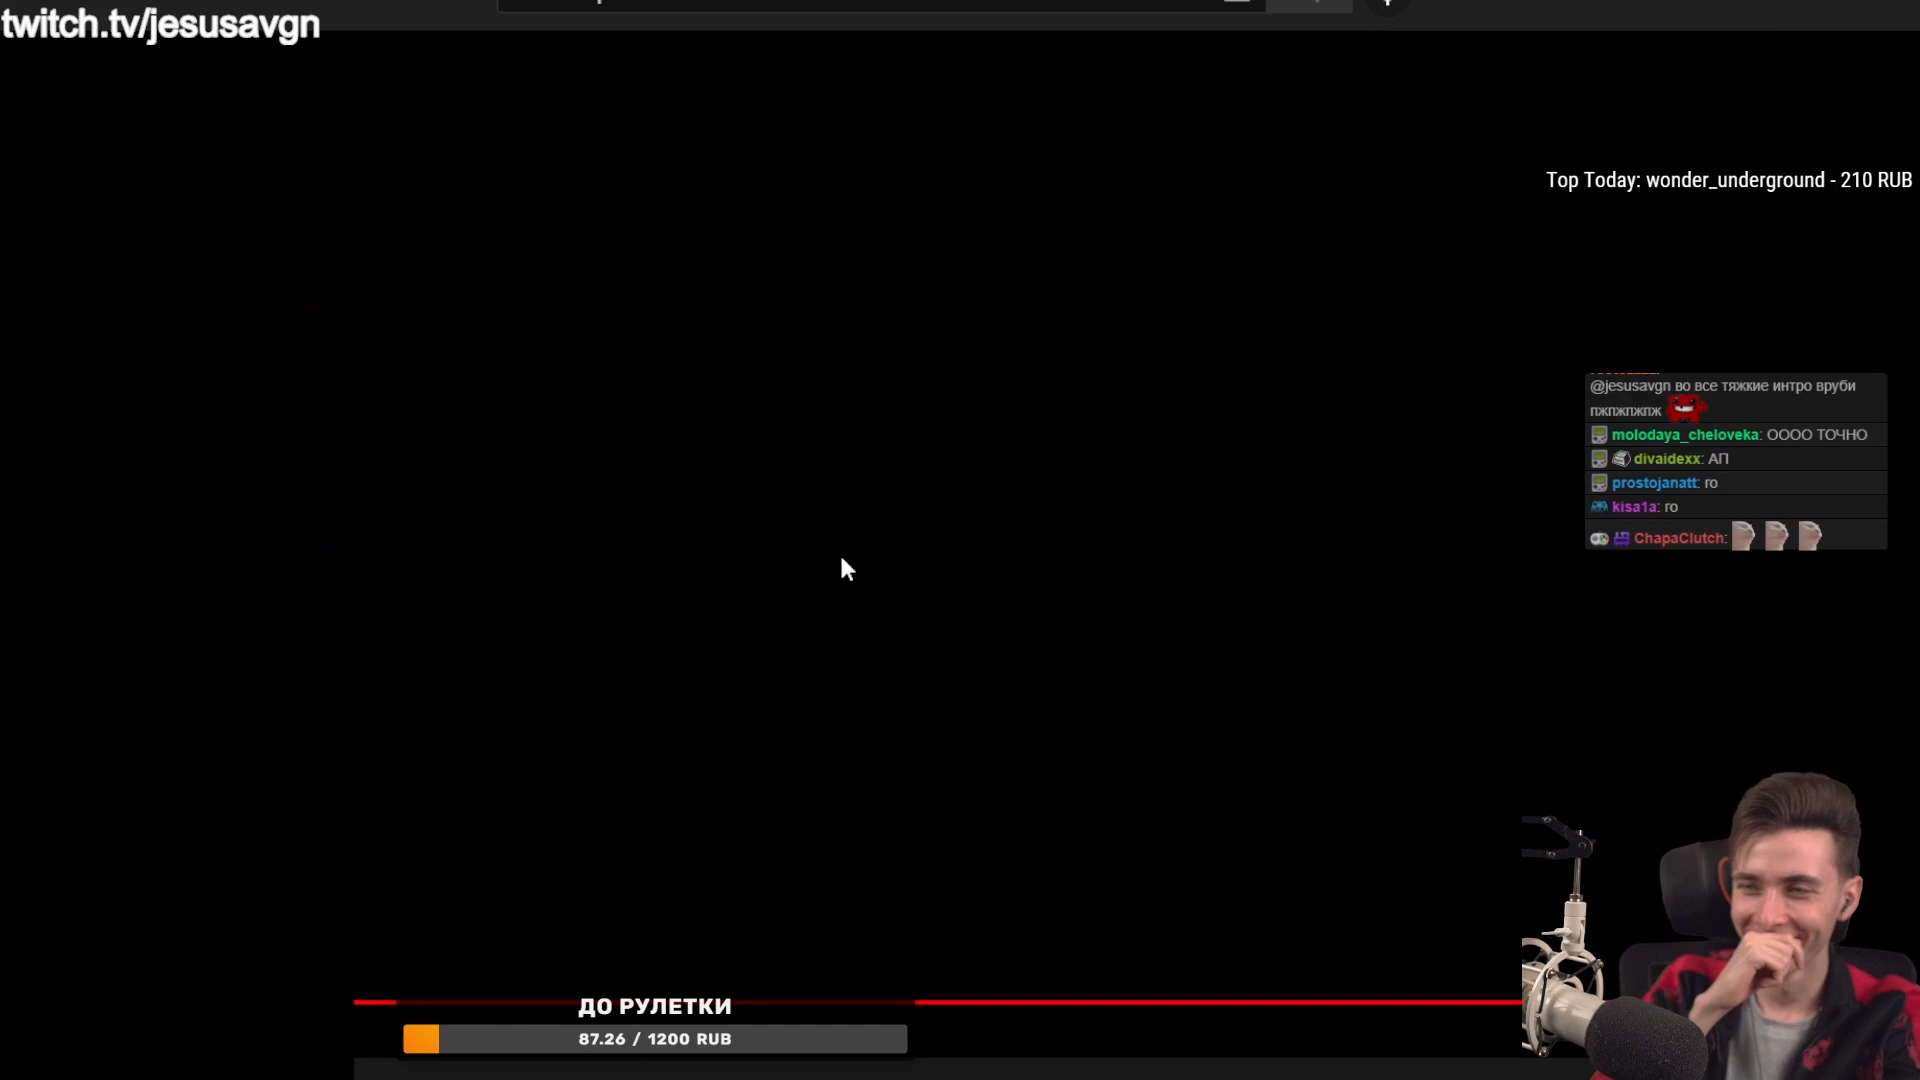 twitch.tv/jesusavgn
Top Today: wonder_underground - 210 RUB
@jesusavgn во все тяжкие интро вруби
пжпжпжпж
molodaya_cheloveka: ОООО ТОЧНО
divaidexx: АП
prostojanatt: го
kisa1a: го
ChapaClutch:
ДО РУЛЕТКИ
87.26 / 1200 RUB